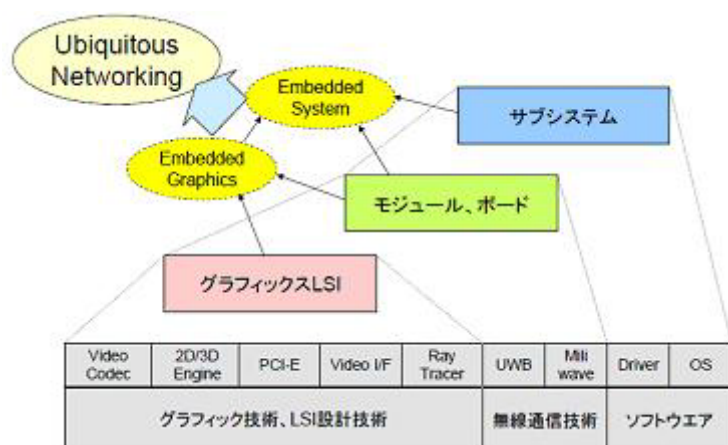 Ubiquitous
Networking
Embedded
System
サブシステム
Embedded
Graphics
モジュール、ボード
グラフィックスLSI
Video
Codec
2D/3D
Engine
PCI-E
Video I/F
Ray
Tracer
UWB
Mili
wave
Driver
OS
グラフィック技術、LSI設計技術
無線通信技術
ソフトウエア